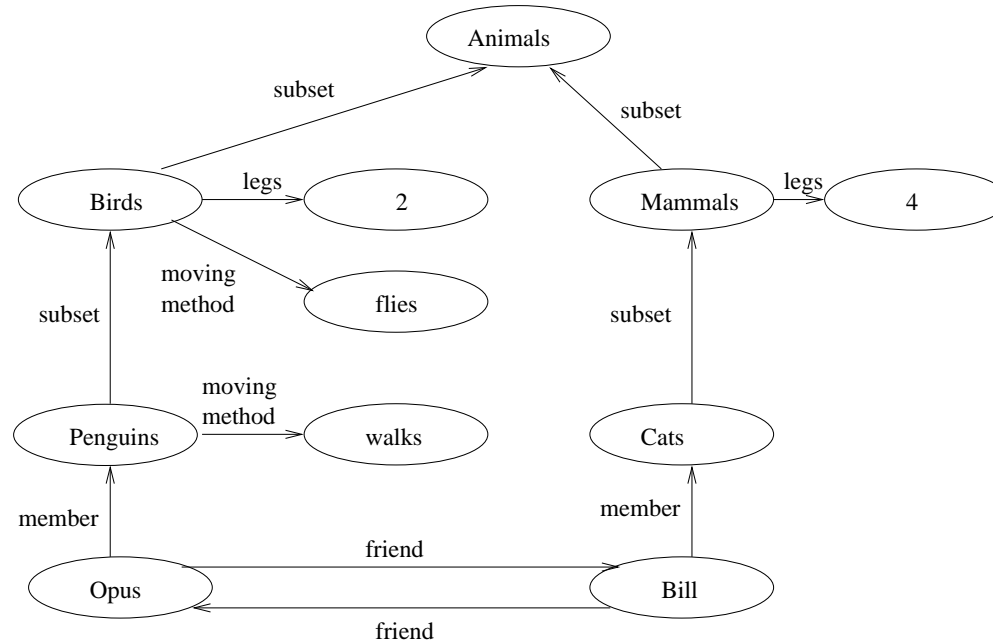 Animals
subset
subset
Birds
legs
2
Mammals
legs
4
moving
method
flies
subset
subset
Penguins
moving
method
walks
Cats
member
member
Opus
friend
Bill
friend